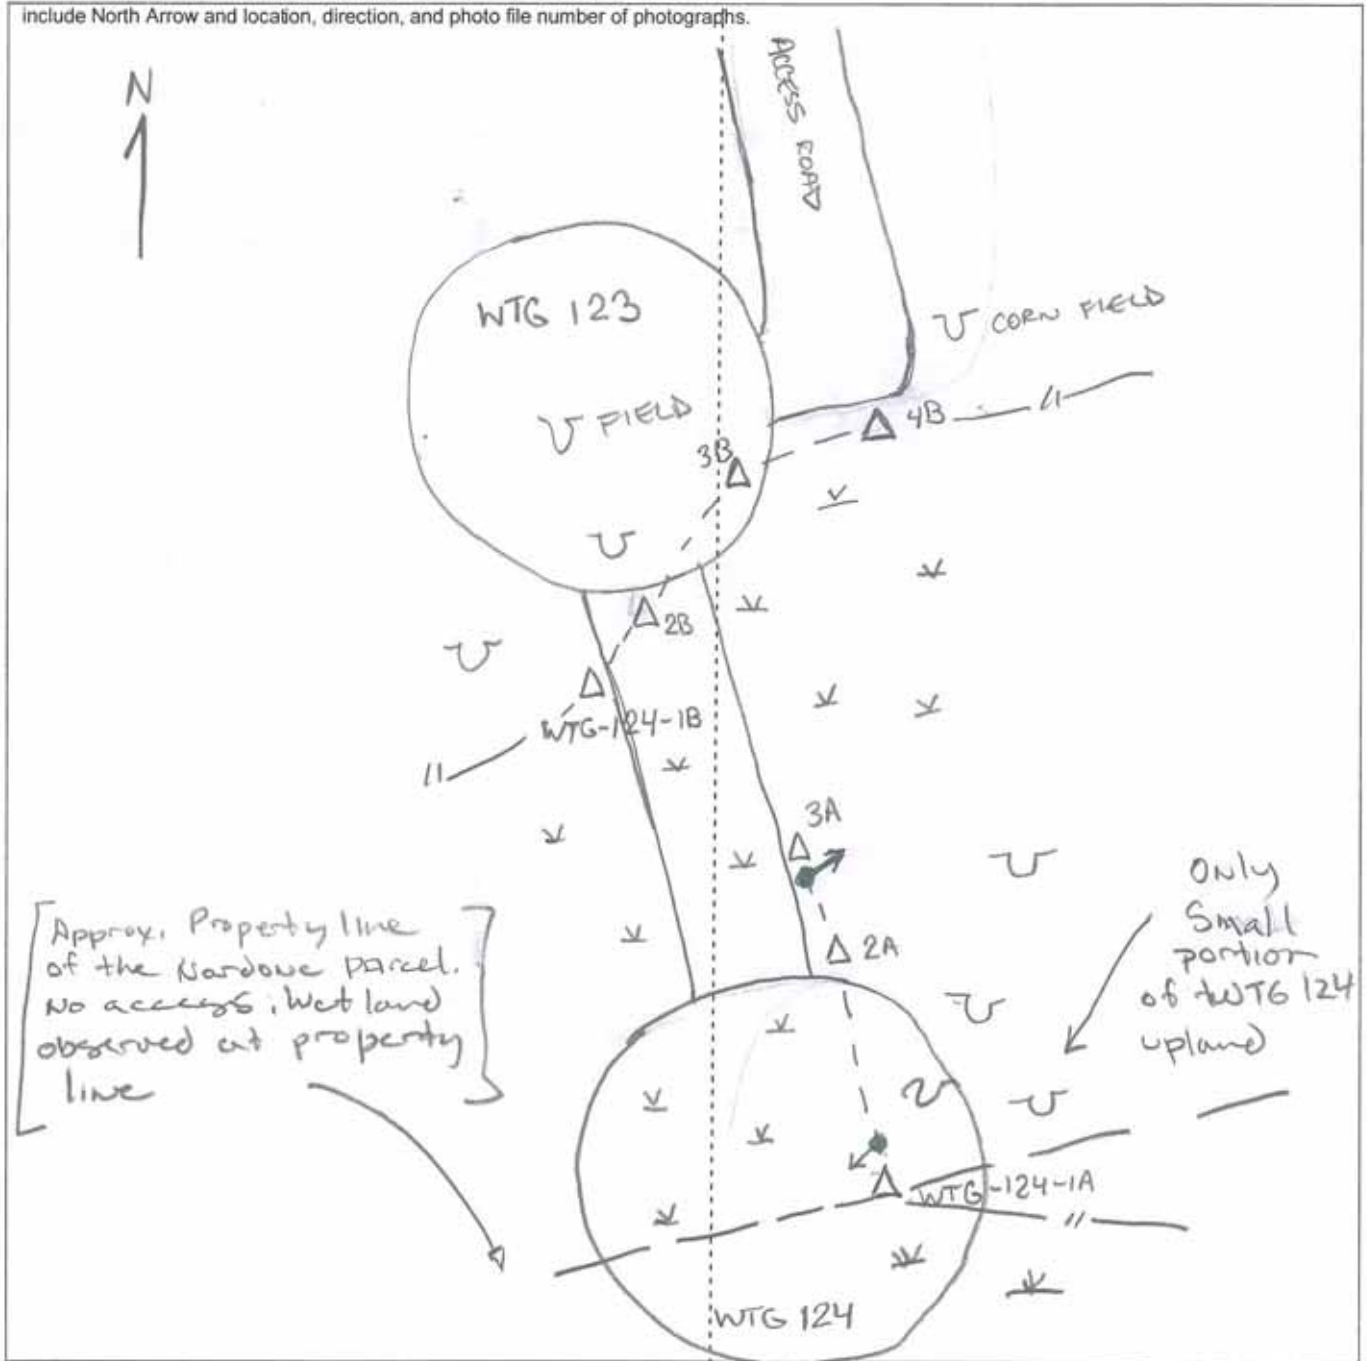 include North Arrow and location, direction, and photo file number of photographs.
N
ACCESS ROAD
WTG 123
U CORN FIELD
U FIELD
3B
4B
U
2B
U
WTG-124-1B
3A
U
Only
Small
portion
of WTG 124
upland
[Approx. Property line
of the Nardone parcel.
No access. Wetland
observed at property
line]
2A
U
U
U
WTG-124-1A
WTG 124